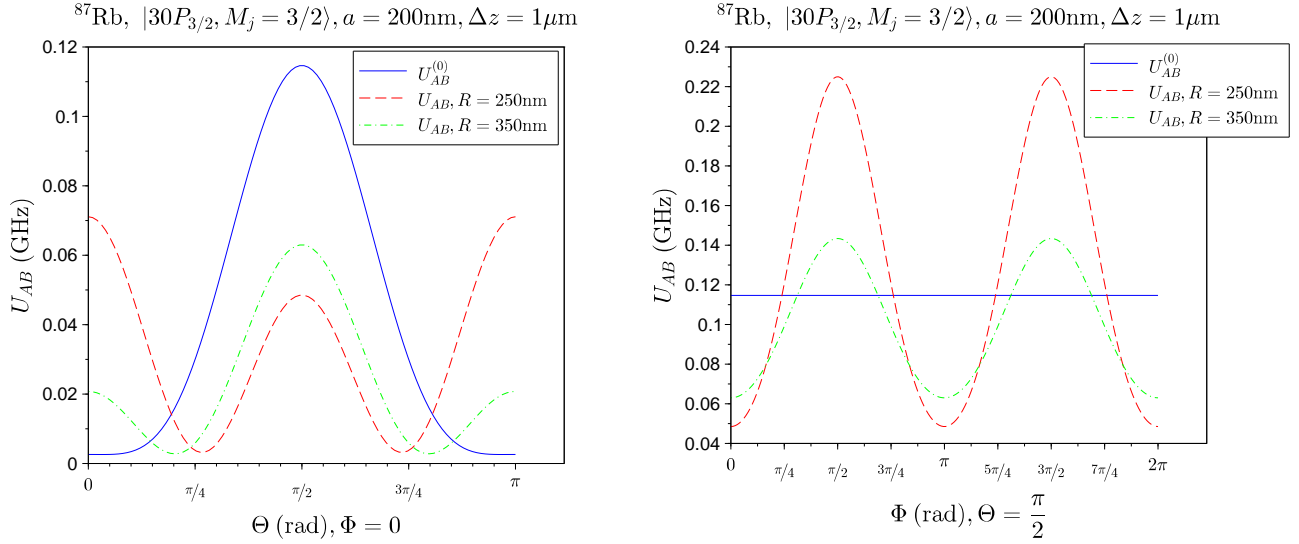 ⁸⁷Rb, |30P₃/₂, Mⱼ = 3/2⟩, a = 200nm, Δz = 1μm
0.12
0.1
0.08
0.06
0.04
0.02
0
U_AB (GHz)
U_AB^(0)
U_AB, R = 250nm
U_AB, R = 350nm
0
π/4
π/2
3π/4
π
Θ (rad), Φ = 0
⁸⁷Rb, |30P₃/₂, Mⱼ = 3/2⟩, a = 200nm, Δz = 1μm
0.24
0.22
0.2
0.18
0.16
0.14
0.12
0.1
0.08
0.06
0.04
U_AB (GHz)
U_AB^(0)
U_AB, R = 250nm
U_AB, R = 350nm
0
π/4
π/2
3π/4
π
5π/4
3π/2
7π/4
2π
Φ (rad), Θ = π/2